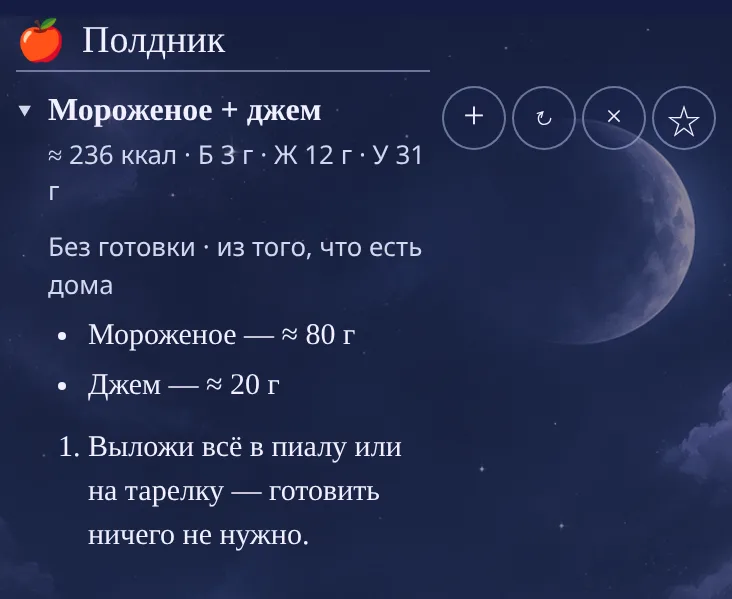 Полдник
Мороженое + джем
≈ 236 ккал · Б 3 г · Ж 12 г · У 31
г
Без готовки · из того, что есть
дома
• Мороженое — ≈ 80 г
• Джем — ≈ 20 г
1. Выложи всё в пиалу или
на тарелку — готовить
ничего не нужно.